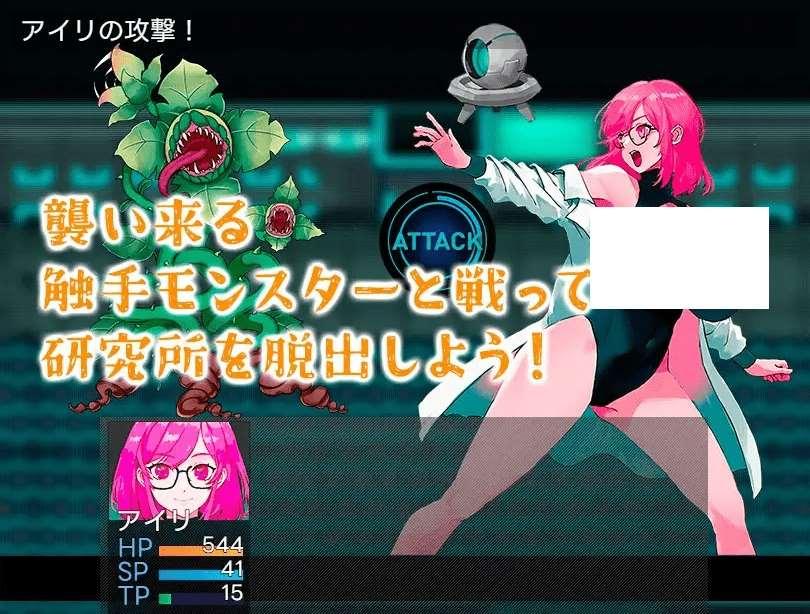 アイリの攻撃！
ATTACK
襲い来る
触手モンスターと戦って
研究所を脱出しよう！
アイリ
HP 544
SP 41
TP 15